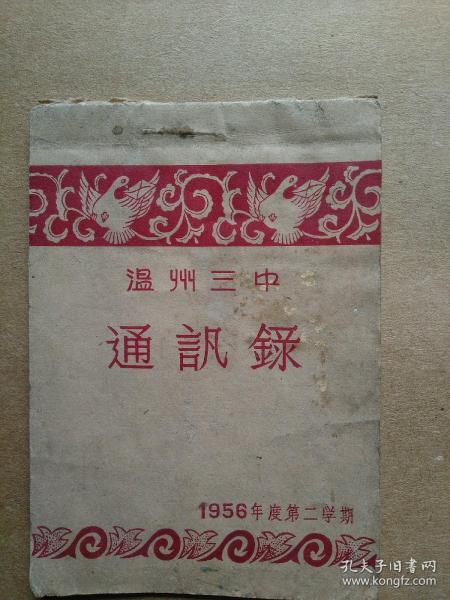 温州三中
通訊錄
1956年度第二学期
孔夫子旧书网
www.kongfz.com